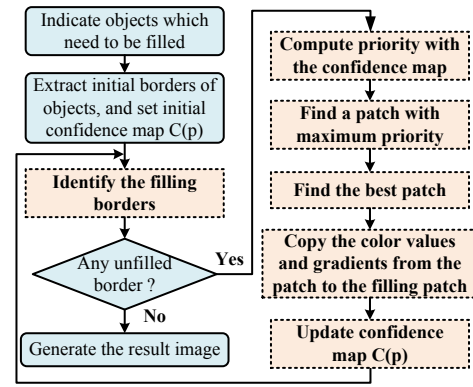 Indicate objects which
need to be filled
Extract initial borders of
objects, and set initial
confidence map C(p)
Identify the filling
borders
Any unfilled
border ?
Yes
No
Generate the result image
Compute priority with
the confidence map
Find a patch with
maximum priority
Find the best patch
Copy the color values
and gradients from the
patch to the filling patch
Update confidence
map C(p)